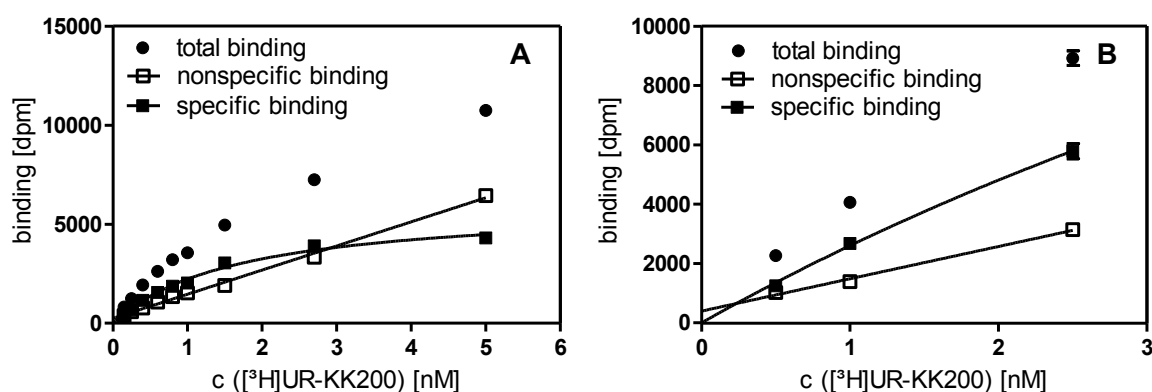 A
total binding
nonspecific binding
specific binding
binding [dpm]
15000
10000
5000
0
0 1 2 3 4 5 6
c ([³H]UR-KK200) [nM]
B
total binding
nonspecific binding
specific binding
binding [dpm]
10000
8000
6000
4000
2000
0
0 1 2 3
c ([³H]UR-KK200) [nM]